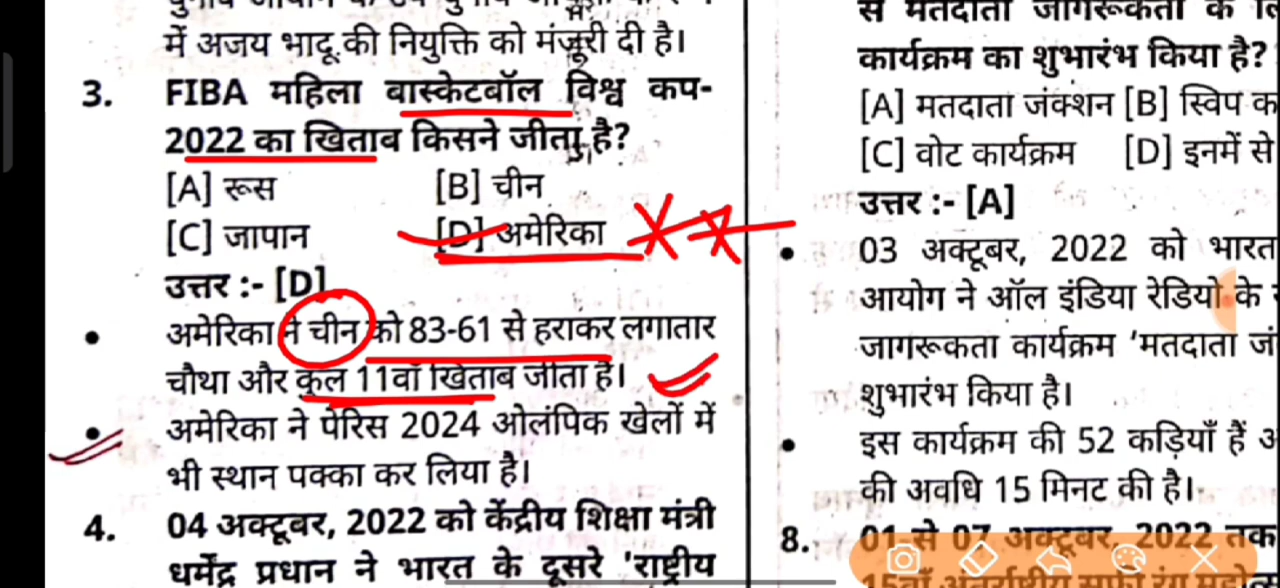 में अजय भादू की नियुक्ति को मंजूरी दी है।
3. FIBA महिला बास्केटबॉल विश्व कप-
2022 का खिताब किसने जीता है?
[A] रूस [B] चीन
[C] जापान [D] अमेरिका
उत्तर :- [D]
• अमेरिका ने चीन को 83-61 से हराकर लगातार
चौथा और कुल 11वाँ खिताब जीता है।
• अमेरिका ने पेरिस 2024 ओलंपिक खेलों में
भी स्थान पक्का कर लिया है।
4. 04 अक्टूबर, 2022 को केंद्रीय शिक्षा मंत्री
धर्मेंद्र प्रधान ने भारत के दूसरे 'राष्ट्रीय
से मतदाता जागरूकता के
कार्यक्रम का शुभारंभ किया है?
[A] मतदाता जंक्शन [B] स्विप
[C] वोट कार्यक्रम [D] इनमें से
उत्तर :- [A]
• 03 अक्टूबर, 2022 को भारत
आयोग ने ऑल इंडिया रेडियो के
जागरूकता कार्यक्रम 'मतदाता
शुभारंभ किया है।
• इस कार्यक्रम की 52 कड़ियाँ हैं
की अवधि 15 मिनट की है।
8. 01 से 07 अक्टूबर, 2022 तक